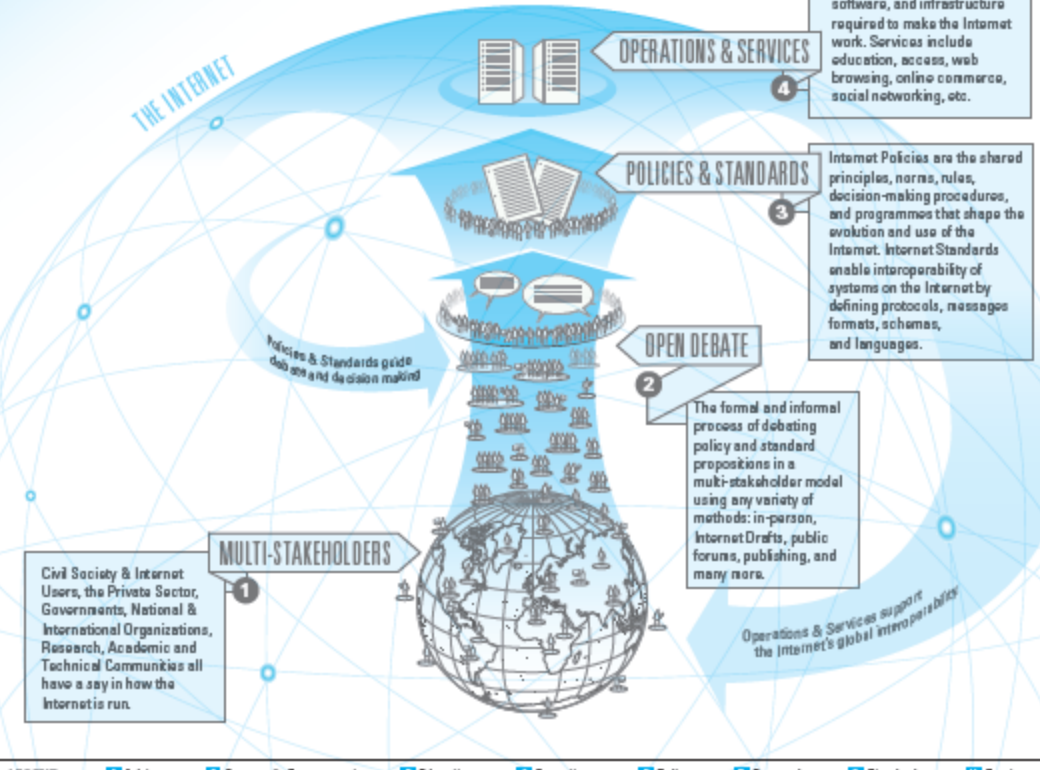 THE INTERNET
software, and infrastructure
required to make the Internet
work. Services include
education, access, web
browsing, online commerce,
social networking, etc.
OPERATIONS & SERVICES
4
POLICIES & STANDARDS
3
Internet Policies are the shared
principles, norms, rules,
decision-making procedures,
and programmes that shape the
evolution and use of the
Internet. Internet Standards
enable interoperability of
systems on the Internet by
defining protocols, messages
formats, schemas,
and languages.
Policies & Standards guide
debate and decision making
OPEN DEBATE
2
The formal and informal
process of debating
policy and standard
propositions in a
multi-stakeholder model
using any variety of
methods: in-person,
Internet Drafts, public
forums, publishing, and
many more.
MULTI-STAKEHOLDERS
1
Civil Society & Internet
Users, the Private Sector,
Governments, National &
International Organizations,
Research, Academic and
Technical Communities all
have a say in how the
Internet is run.
Operations & Services support
the Internet's global interoperability